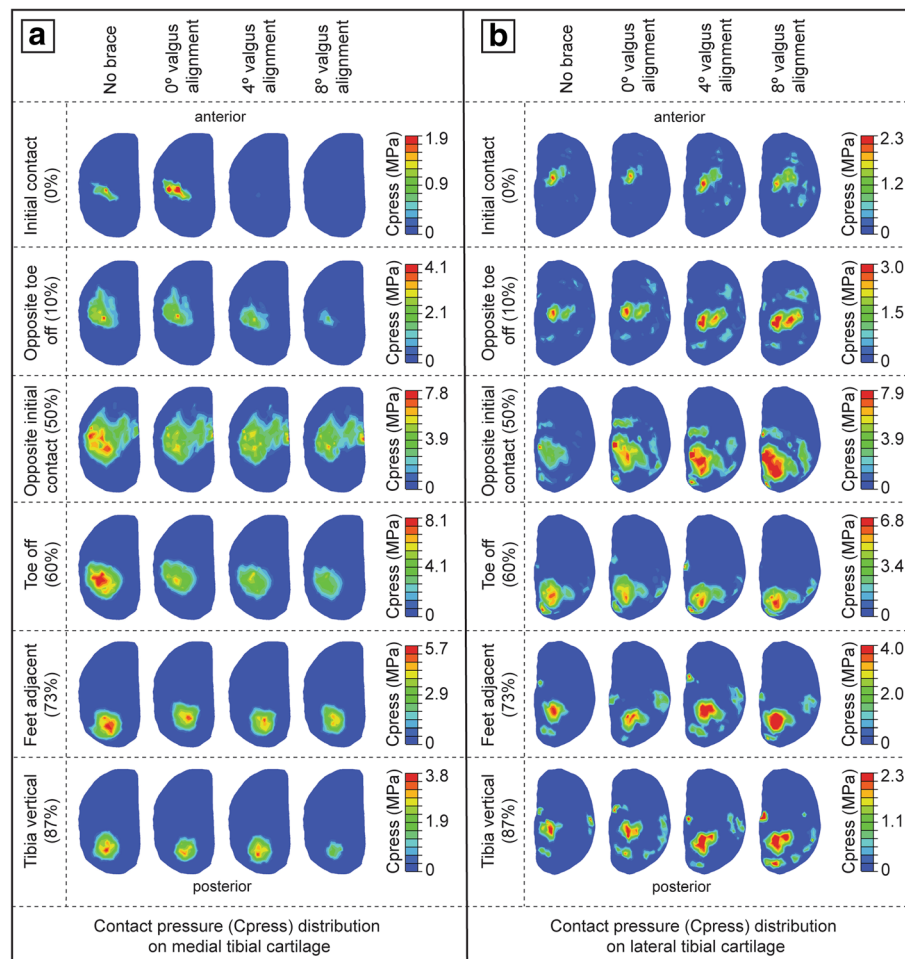 a
No brace
0º valgus
alignment
4º valgus
alignment
8º valgus
alignment
anterior
Initial contact
(0%)
1.9
0.9
0
Cpress (MPa)
Opposite toe
off (10%)
4.1
2.1
0
Cpress (MPa)
Opposite initial
contact (50%)
7.8
3.9
0
Cpress (MPa)
Toe off
(60%)
8.1
4.1
0
Cpress (MPa)
Feet adjacent
(73%)
5.7
2.9
0
Cpress (MPa)
Tibia vertical
(87%)
3.8
1.9
0
Cpress (MPa)
posterior
Contact pressure (Cpress) distribution
on medial tibial cartilage
b
No brace
0º valgus
alignment
4º valgus
alignment
8º valgus
alignment
anterior
Initial contact
(0%)
2.3
1.2
0
Cpress (MPa)
Opposite toe
off (10%)
3.0
1.5
0
Cpress (MPa)
Opposite initial
contact (50%)
7.9
3.9
0
Cpress (MPa)
Toe off
(60%)
6.8
3.4
0
Cpress (MPa)
Feet adjacent
(73%)
4.0
2.0
0
Cpress (MPa)
Tibia vertical
(87%)
2.3
1.1
0
Cpress (MPa)
posterior
Contact pressure (Cpress) distribution
on lateral tibial cartilage